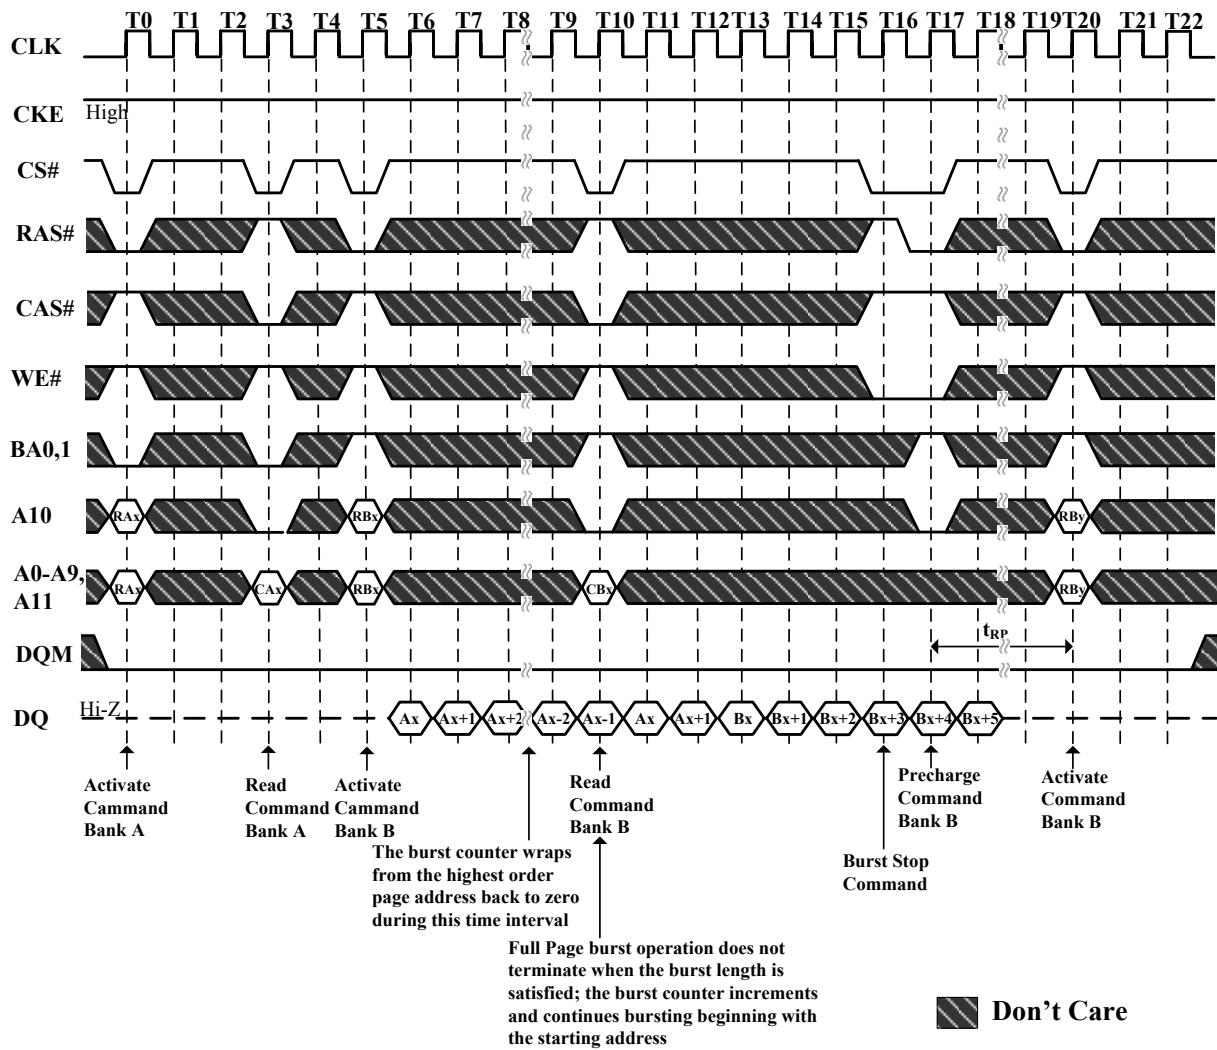 T0 T1 T2 T3 T4 T5 T6 T7 T8 T9 T10 T11 T12 T13 T14 T15 T16 T17 T18 T19 T20 T21 T22
CLK
CKE High
CS#
RAS#
CAS#
WE#
BA0,1
A10 RAx RBx RBy
A0-A9,
A11 RAx CAx RBx CBx RBy
tRP
DQM
DQ Hi-Z Ax Ax+1 Ax+2 Ax-2 Ax-1 Ax Ax+1 Bx Bx+1 Bx+2 Bx+3 Bx+4 Bx+5
Activate
Cammand
Bank A
Read
Command
Bank A
Activate
Cammand
Bank B
The burst counter wraps
from the highest order
page address back to zero
during this time interval
Read
Command
Bank B
Full Page burst operation does not
terminate when the burst length is
satisfied; the burst counter increments
and continues bursting beginning with
the starting address
Burst Stop
Command
Precharge
Command
Bank B
Activate
Command
Bank B
Don't Care